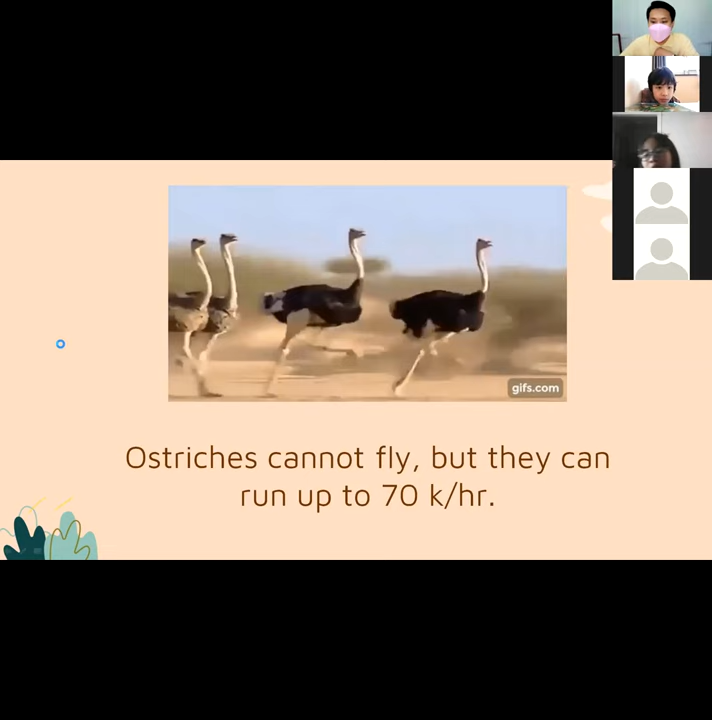 gifs.com
Ostriches cannot fly, but they can
run up to 70 k/hr.